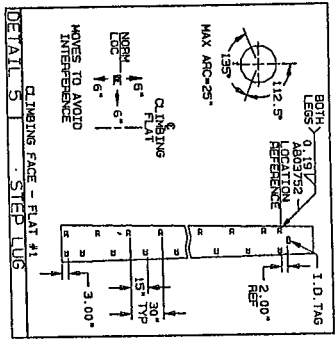 BOTH
LEGS
0.19
AB03752
LOCATION
REFERENCE
I.D. TAG
112.5°
135°
MAX ARC=25"
2.00"
REF
NORM
LOC
6"
6"
6"
℄
CLIMBING
FLAT
MOVES TO AVOID
INTERFERENCE
30"
TYP
15"
3.00"
CLIMBING FACE - FLAT #1
DETAIL 5 STEP LUG